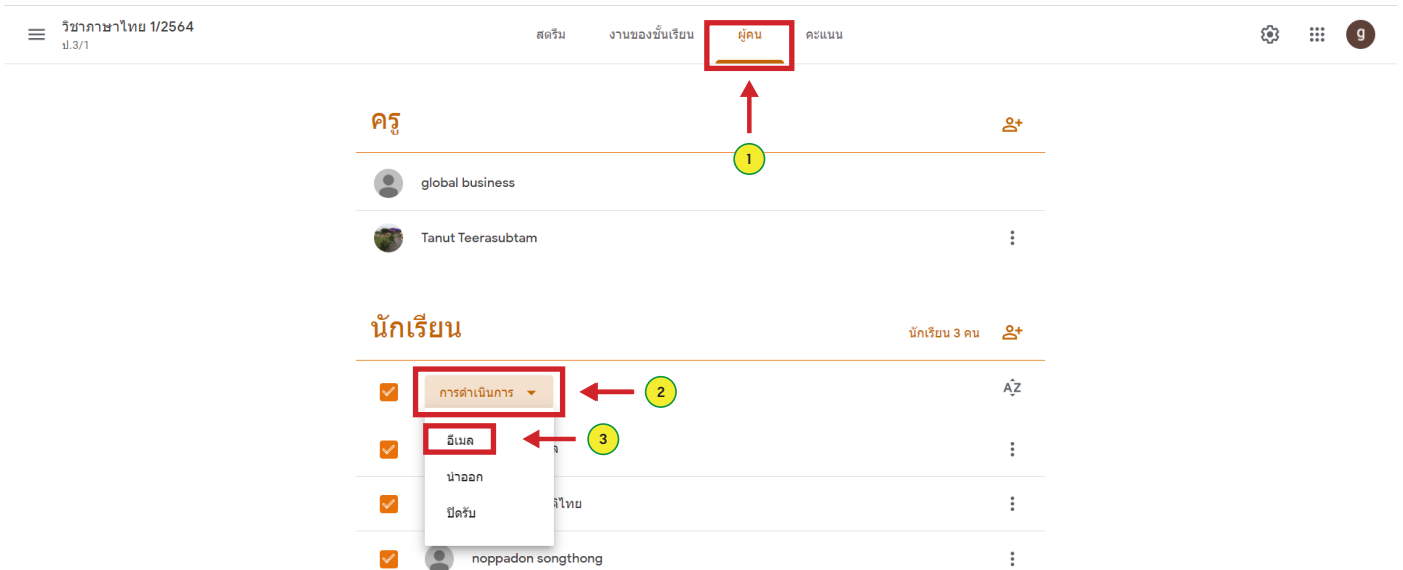 วิชาภาษาไทย 1/2564
ป.3/1
สตรีม งานของชั้นเรียน ผู้คน คะแนน
g
ครู
1
global business
Tanut Teerasubtam
นักเรียน
นักเรียน 3 คน
การดำเนินการ
2
AZ
อีเมล
3
นำออก
ปิดรับ
noppadon songthong